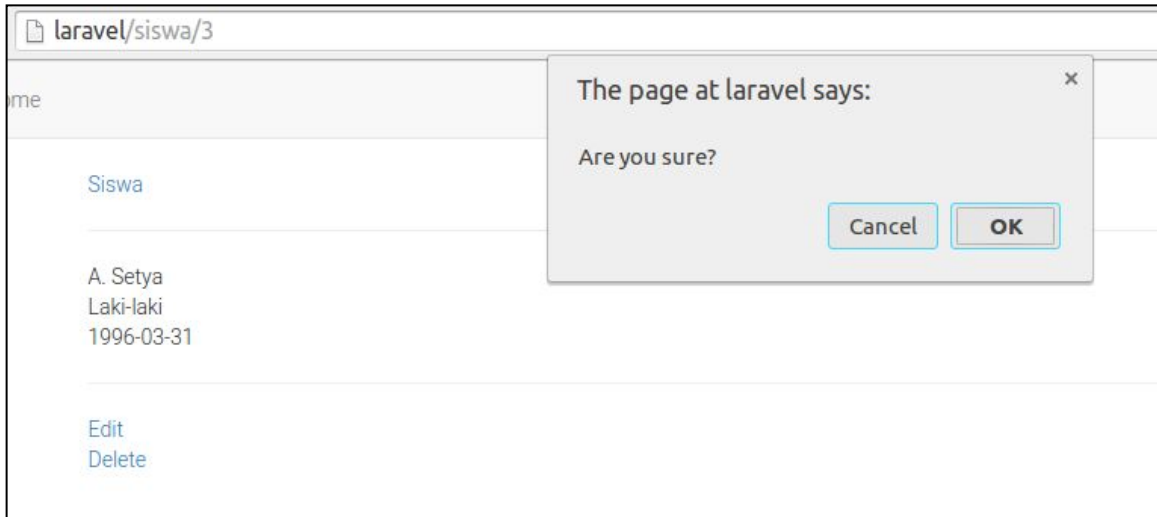 laravel/siswa/3
ome
The page at laravel says:
×
Are you sure?
Cancel
OK
Siswa
A. Setya
Laki-laki
1996-03-31
Edit
Delete